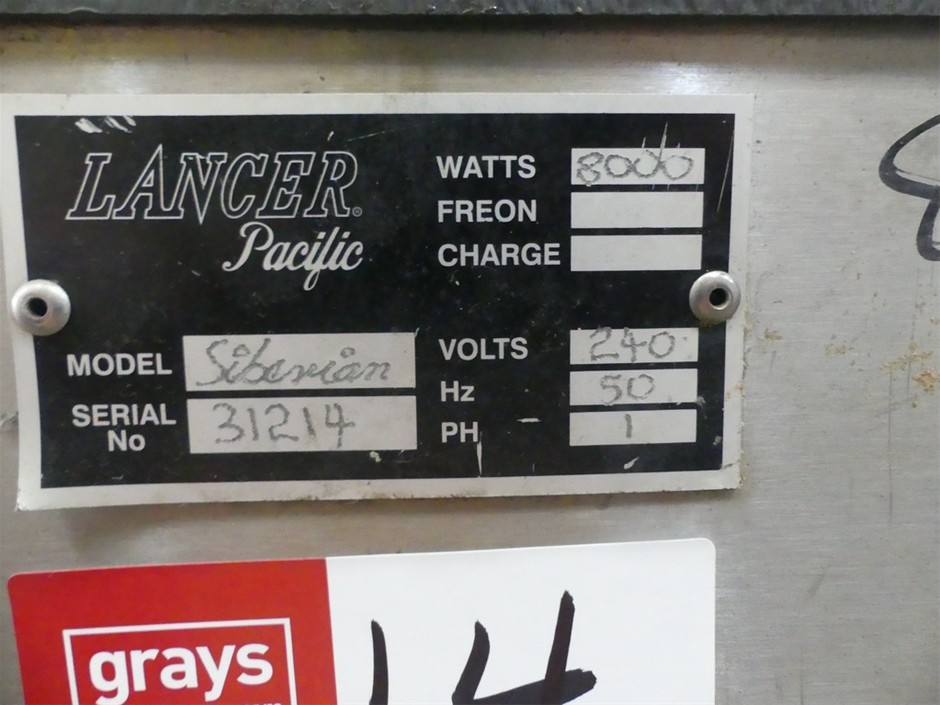 LANCER®
Pacific
WATTS 8000
FREON
CHARGE
MODEL Siberian
SERIAL No 31214
VOLTS 240
Hz 50
PH 1
grays